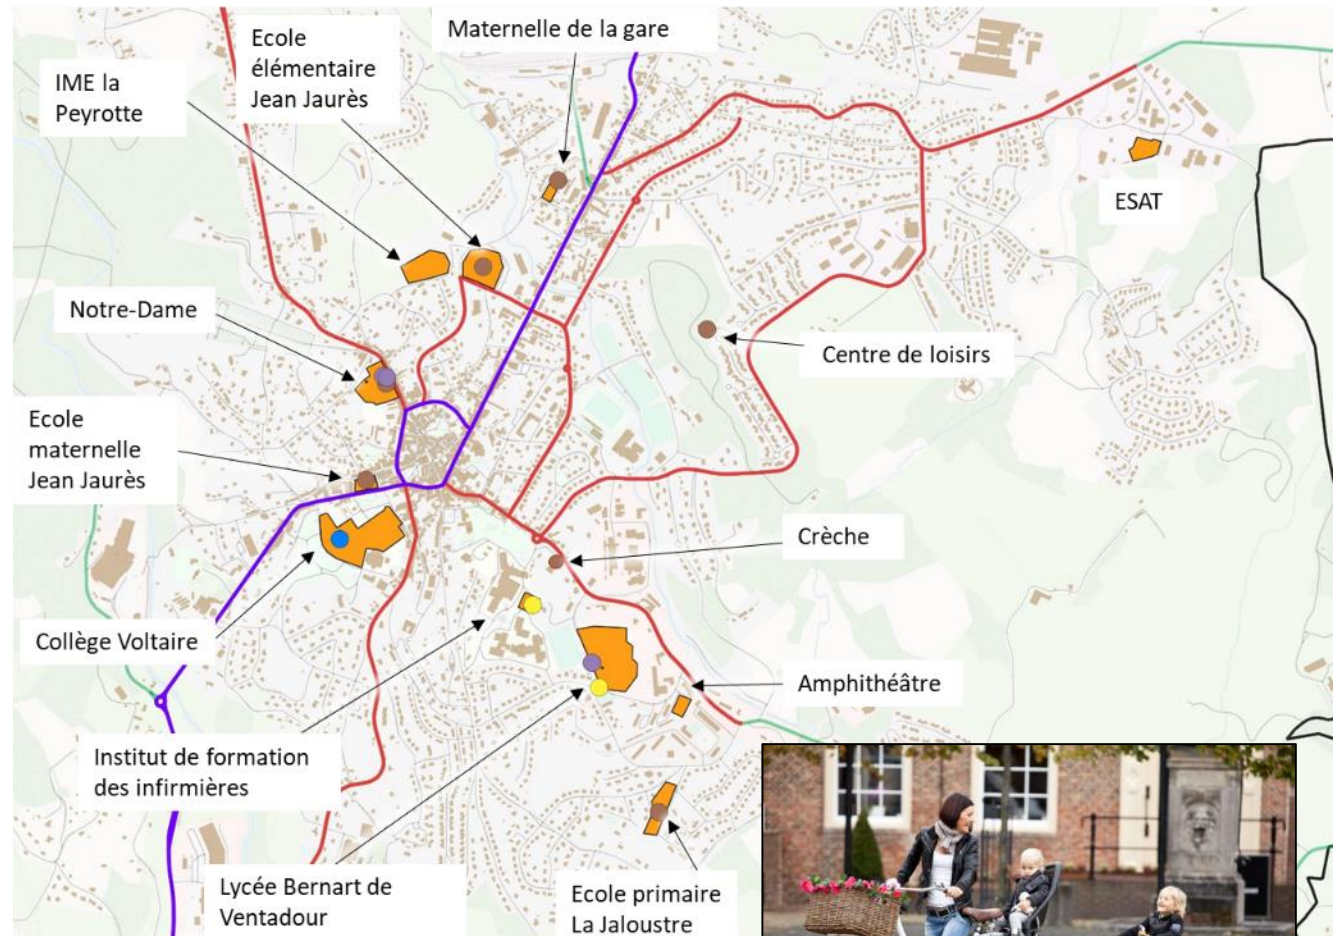 Maternelle de la gare
Ecole
élémentaire
Jean Jaurès
IME la
Peyrotte
ESAT
Notre-Dame
Centre de loisirs
Ecole
maternelle
Jean Jaurès
Crèche
Collège Voltaire
Amphithéâtre
Institut de formation
des infirmières
Lycée Bernart de
Ventadour
Ecole primaire
La Jaloustre